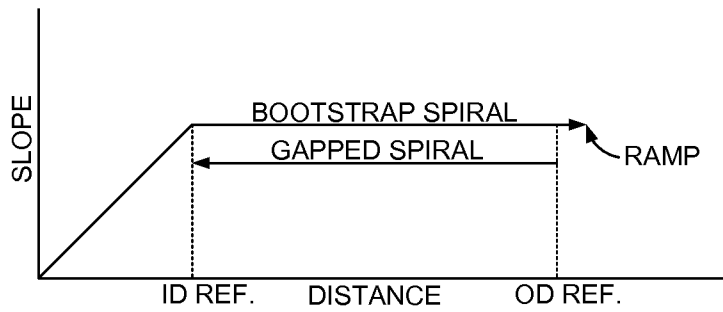 SLOPE
BOOTSTRAP SPIRAL
GAPPED SPIRAL
RAMP
ID REF.
DISTANCE
OD REF.